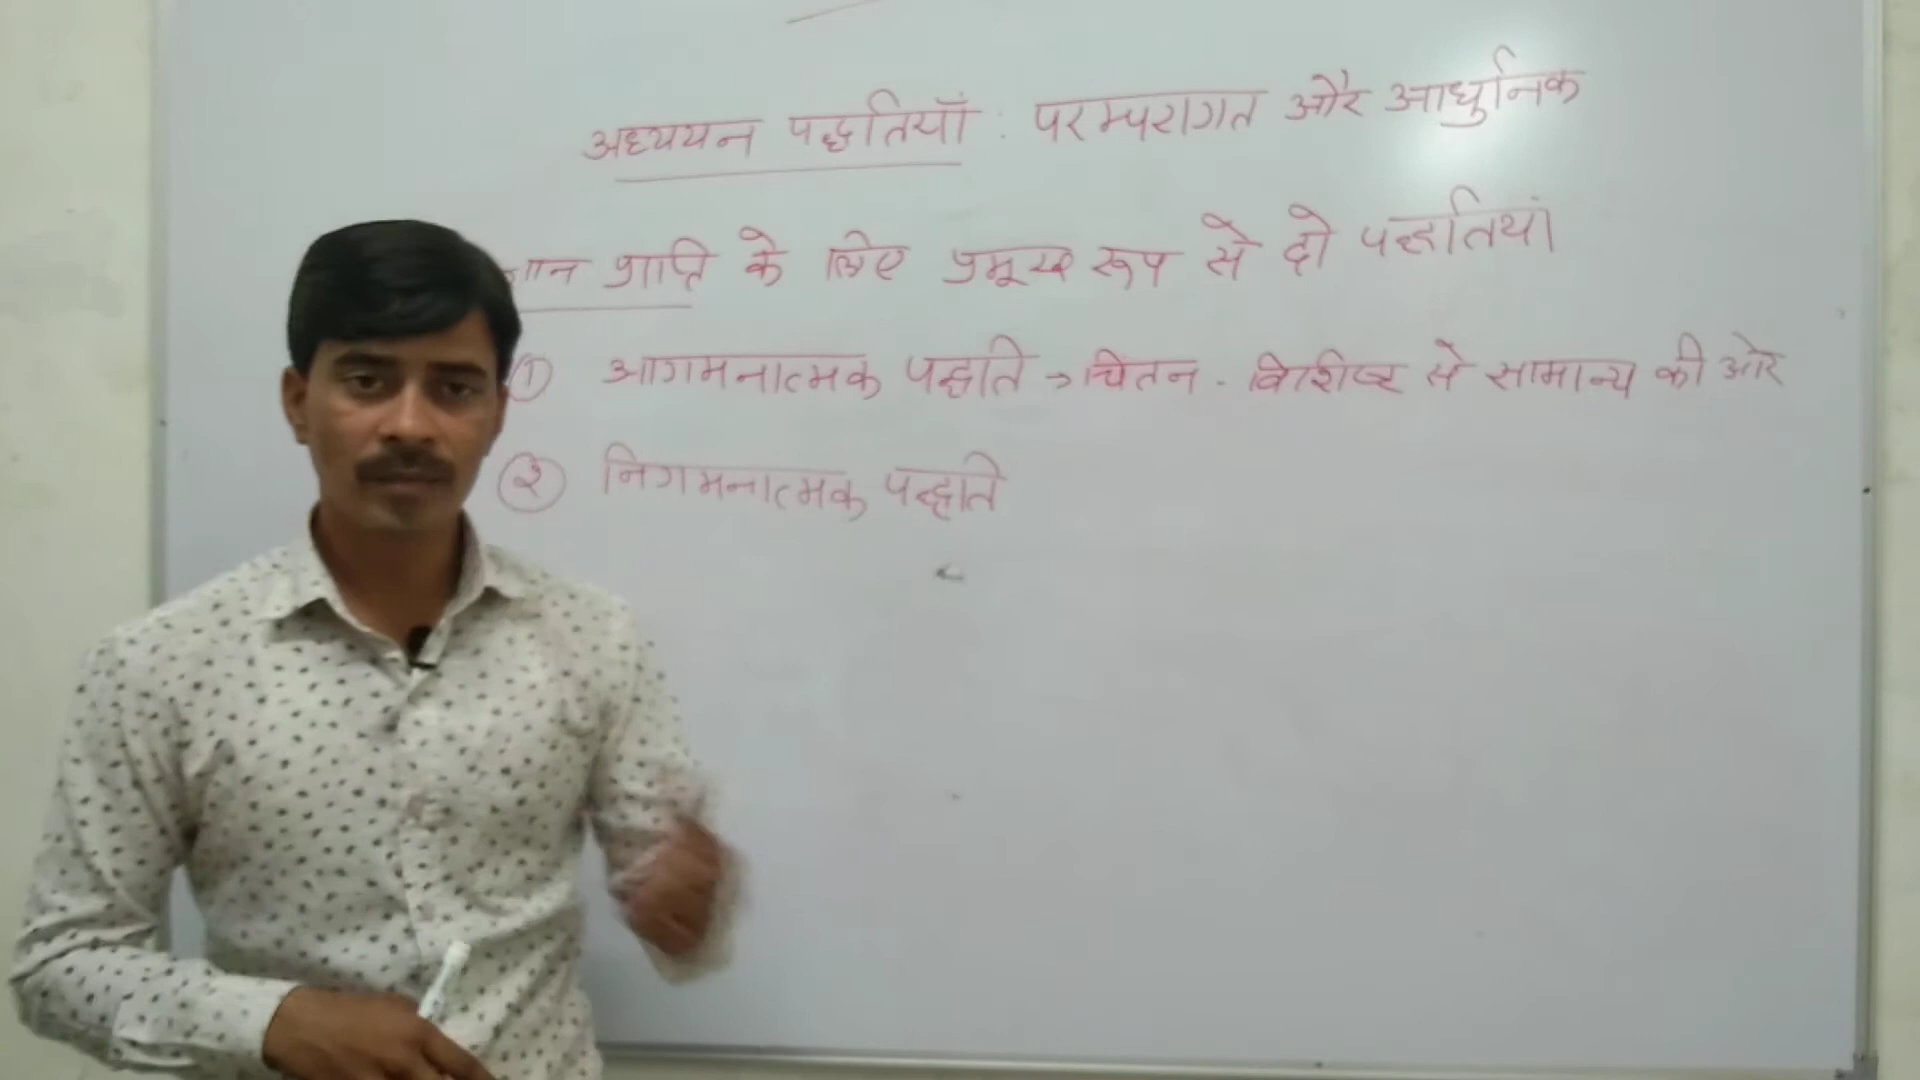 अध्ययन पद्धतियाँ : परम्परागत और आधुनिक
प्राप्ति के लिए प्रमुख रूप से दो पद्धतियां
① आगमनात्मक पद्धति → चिंतन - विशिष्ट से सामान्य की ओर
② निगमनात्मक पद्धति